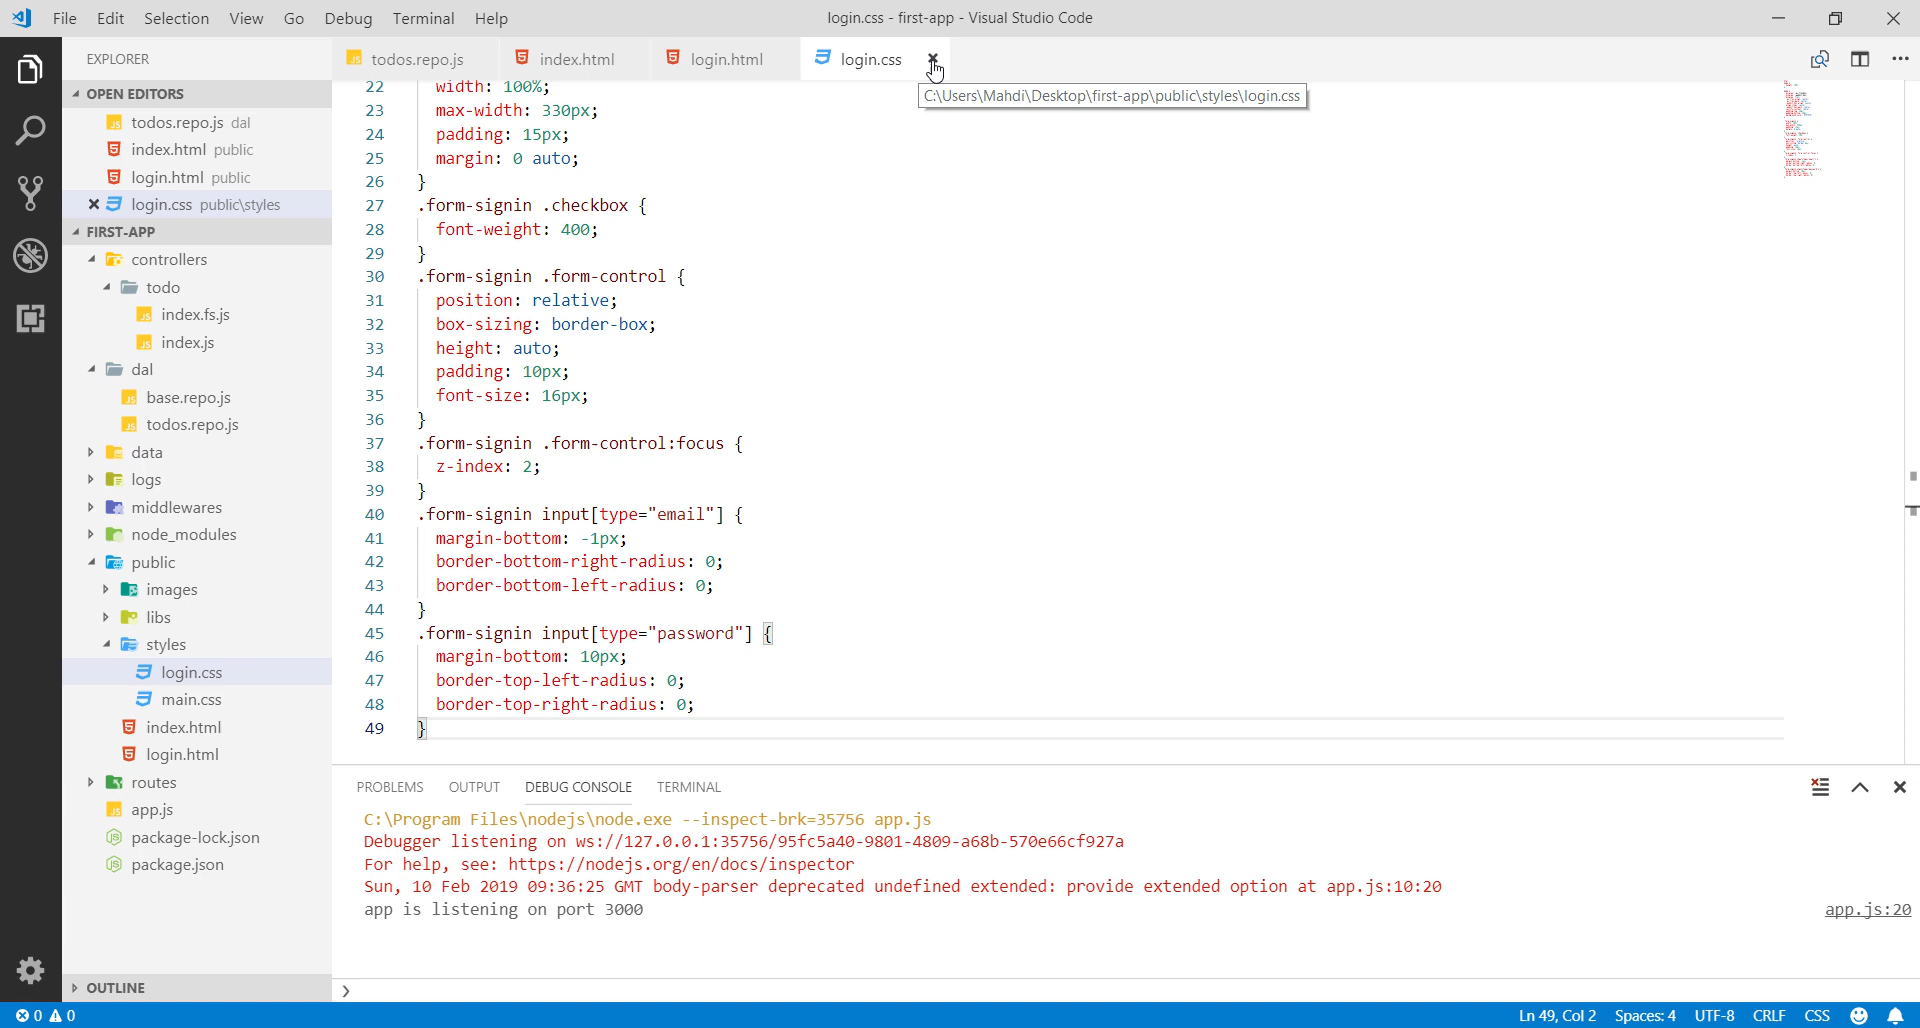 File Edit Selection View Go Debug Terminal Help
login.css - first-app - Visual Studio Code
EXPLORER
OPEN EDITORS
todos.repo.js dal
index.html public
login.html public
login.css public\styles
FIRST-APP
controllers
todo
index.fs.js
index.js
dal
base.repo.js
todos.repo.js
data
logs
middlewares
node_modules
public
images
libs
styles
login.css
main.css
index.html
login.html
routes
app.js
package-lock.json
package.json
OUTLINE
todos.repo.js index.html login.html login.css
C:\Users\Mahdi\Desktop\first-app\public\styles\login.css
22 width: 100%;
23 max-width: 330px;
24 padding: 15px;
25 margin: 0 auto;
26 }
27 .form-signin .checkbox {
28 font-weight: 400;
29 }
30 .form-signin .form-control {
31 position: relative;
32 box-sizing: border-box;
33 height: auto;
34 padding: 10px;
35 font-size: 16px;
36 }
37 .form-signin .form-control:focus {
38 z-index: 2;
39 }
40 .form-signin input[type="email"] {
41 margin-bottom: -1px;
42 border-bottom-right-radius: 0;
43 border-bottom-left-radius: 0;
44 }
45 .form-signin input[type="password"] {
46 margin-bottom: 10px;
47 border-top-left-radius: 0;
48 border-top-right-radius: 0;
49 }
PROBLEMS OUTPUT DEBUG CONSOLE TERMINAL
C:\Program Files\nodejs\node.exe --inspect-brk=35756 app.js
Debugger listening on ws://127.0.0.1:35756/95fc5a40-9801-4809-a68b-570e66cf927a
For help, see: https://nodejs.org/en/docs/inspector
Sun, 10 Feb 2019 09:36:25 GMT body-parser deprecated undefined extended: provide extended option at app.js:10:20
app is listening on port 3000 app.js:20
0 0 Ln 49, Col 2 Spaces: 4 UTF-8 CRLF CSS